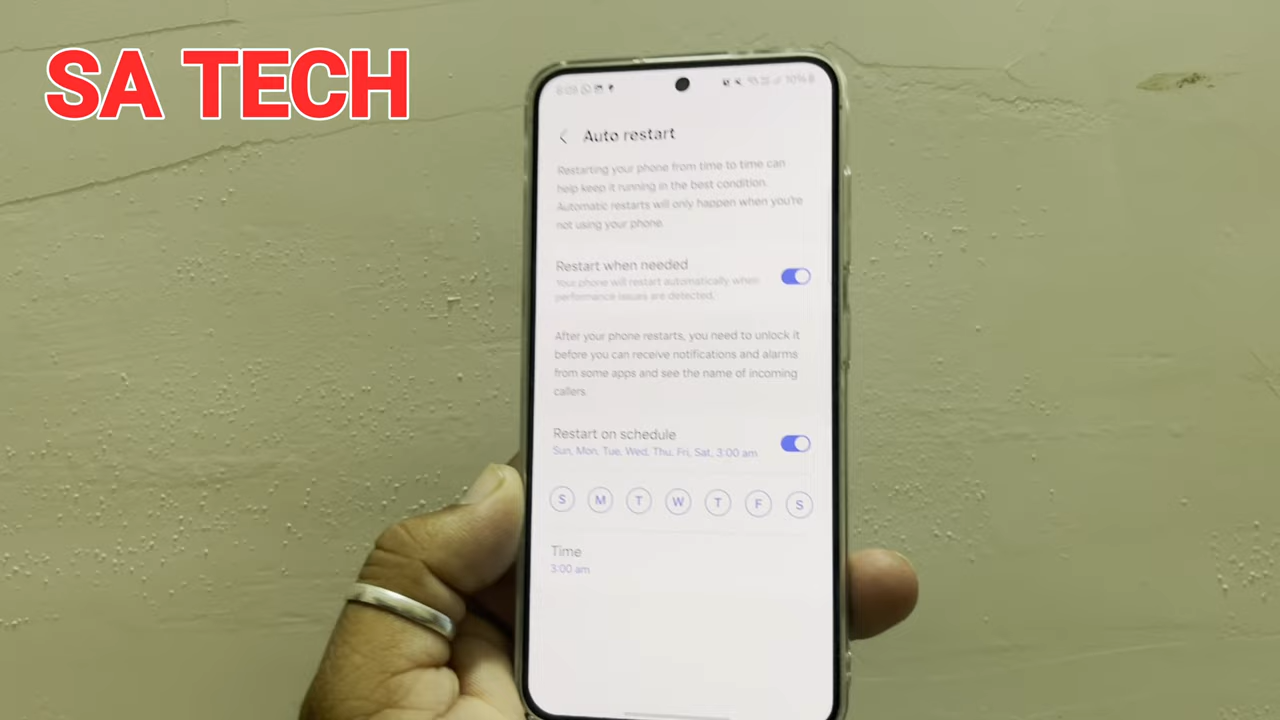 SA TECH
Auto restart
Restarting your phone from time to time can
help keep it running in the best condition.
Automatic restarts will only happen when you're
not using your phone.
Restart when needed
Your phone will restart automatically when
performance issues are detected.
After your phone restarts, you need to unlock it
before you can receive notifications and alarms
from some apps and see the name of incoming
callers.
Restart on schedule
Sun, Mon, Tue, Wed, Thu, Fri, Sat, 3:00 am
S M T W T F S
Time
3:00 am